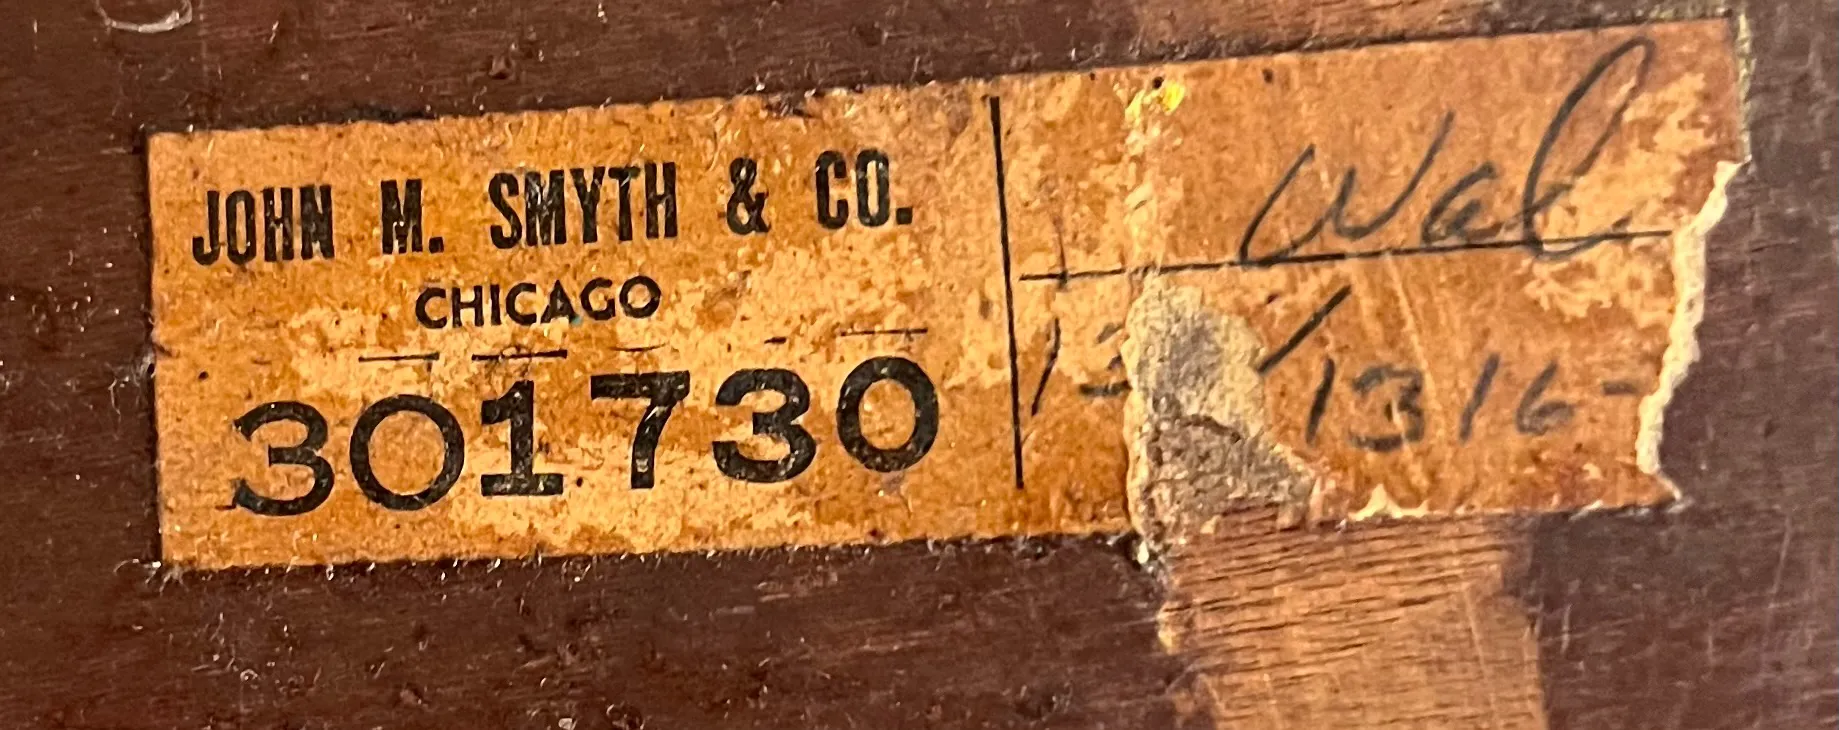 JOHN M. SMYTH & CO.
CHICAGO
301730
Wal
1316-